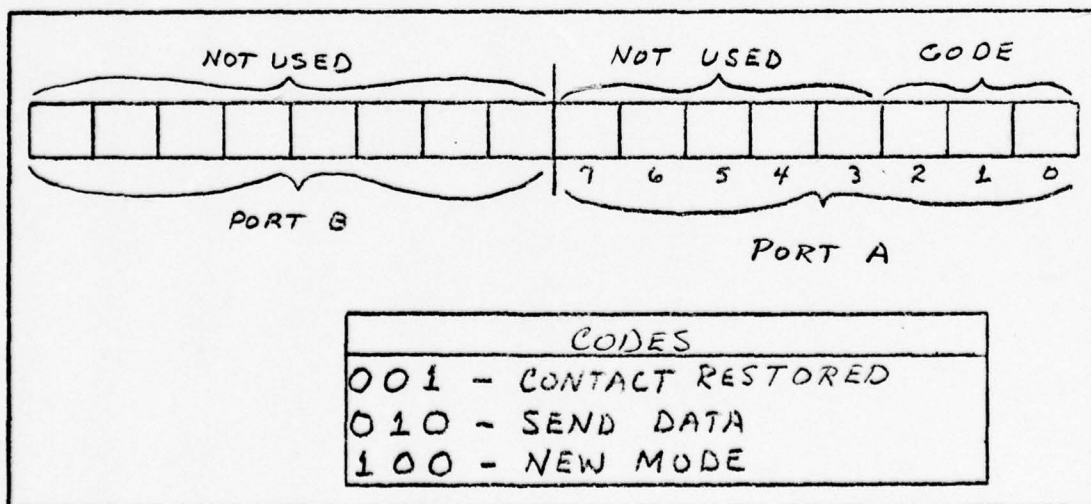 NOT USED NOT USED CODE
7 6 5 4 3 2 1 0
PORT B
PORT A
CODES
001 - CONTACT RESTORED
010 - SEND DATA
100 - NEW MODE